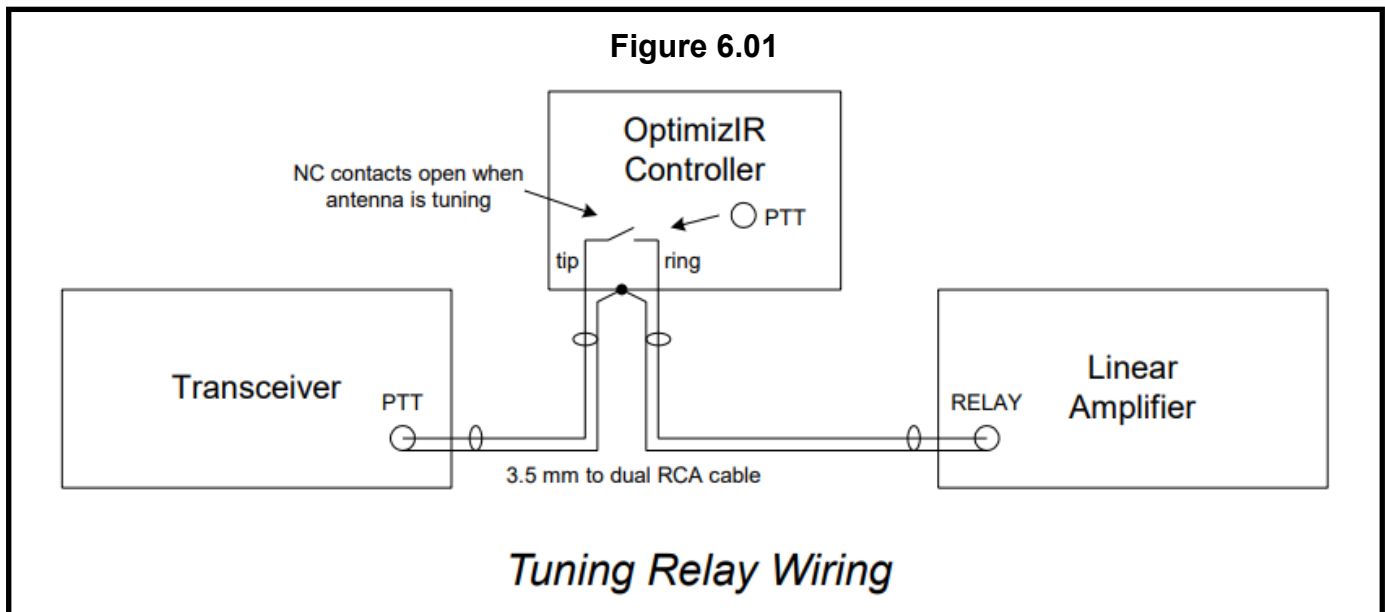 Figure 6.01
OptimizIR
Controller
NC contacts open when
antenna is tuning
PTT
tip
ring
Transceiver
PTT
Linear
Amplifier
RELAY
3.5 mm to dual RCA cable
Tuning Relay Wiring